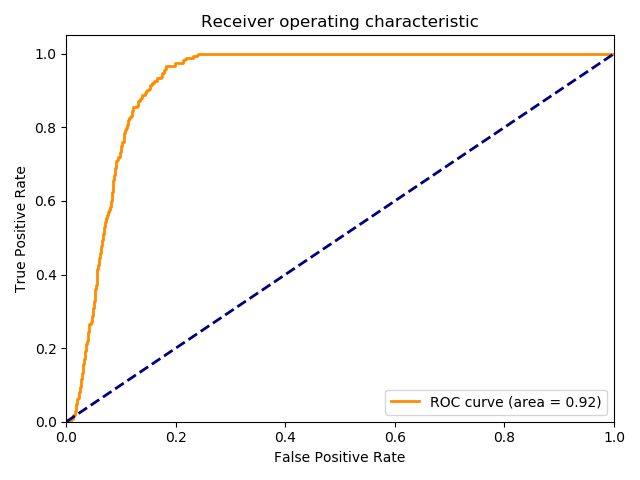 Receiver operating characteristic
True Positive Rate
1.0
0.8
0.6
0.4
0.2
0.0
ROC curve (area = 0.92)
0.0 0.2 0.4 0.6 0.8 1.0
False Positive Rate